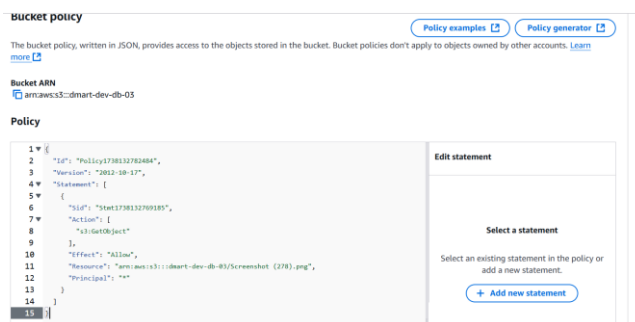 Bucket policy
Policy examples
Policy generator
The bucket policy, written in JSON, provides access to the objects stored in the bucket. Bucket policies don't apply to objects owned by other accounts. Learn
more
Bucket ARN
arn:aws:s3:::dmart-dev-db-03
Policy
1 {
2 "Id": "Policy1738132782484",
3 "Version": "2012-10-17",
4 "Statement": [
5 {
6 "Sid": "Stmt1738132769185",
7 "Action": [
8 "s3:GetObject"
9 ],
10 "Effect": "Allow",
11 "Resource": "arn:aws:s3:::dmart-dev-db-03/Screenshot (270).png",
12 "Principal": "*"
13 }
14 ]
15 }
Edit statement
Select a statement
Select an existing statement in the policy or
add a new statement.
+ Add new statement